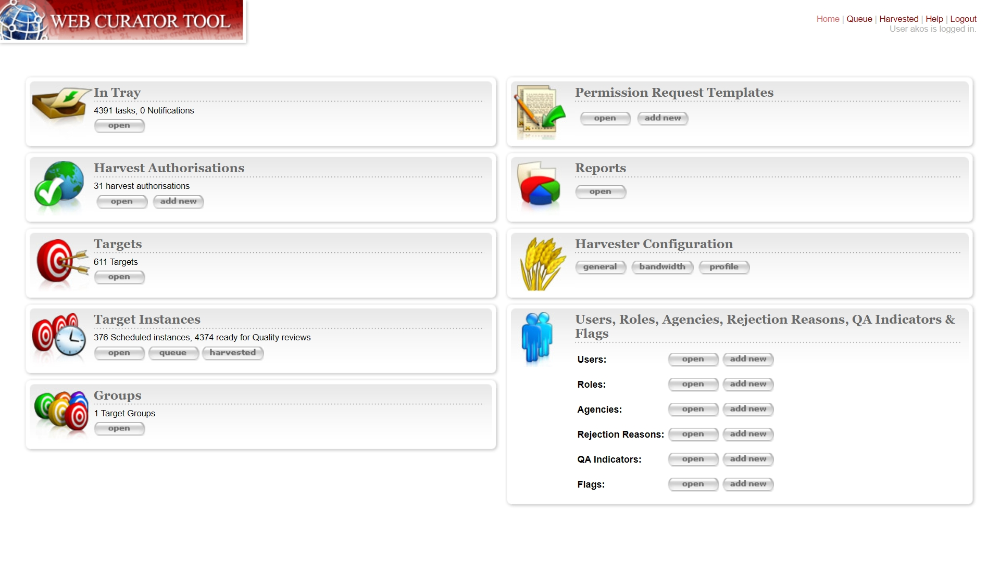 WEB CURATOR TOOL
Home | Queue | Harvested | Help | Logout
User akos is logged in.
In Tray
4391 tasks, 0 Notifications
open
Harvest Authorisations
31 harvest authorisations
open add new
Targets
611 Targets
open
Target Instances
376 Scheduled instances, 4374 ready for Quality reviews
open queue harvested
Groups
1 Target Groups
open
Permission Request Templates
open add new
Reports
open
Harvester Configuration
general bandwidth profile
Users, Roles, Agencies, Rejection Reasons, QA Indicators &
Flags
Users: open add new
Roles: open add new
Agencies: open add new
Rejection Reasons: open add new
QA Indicators: open add new
Flags: open add new